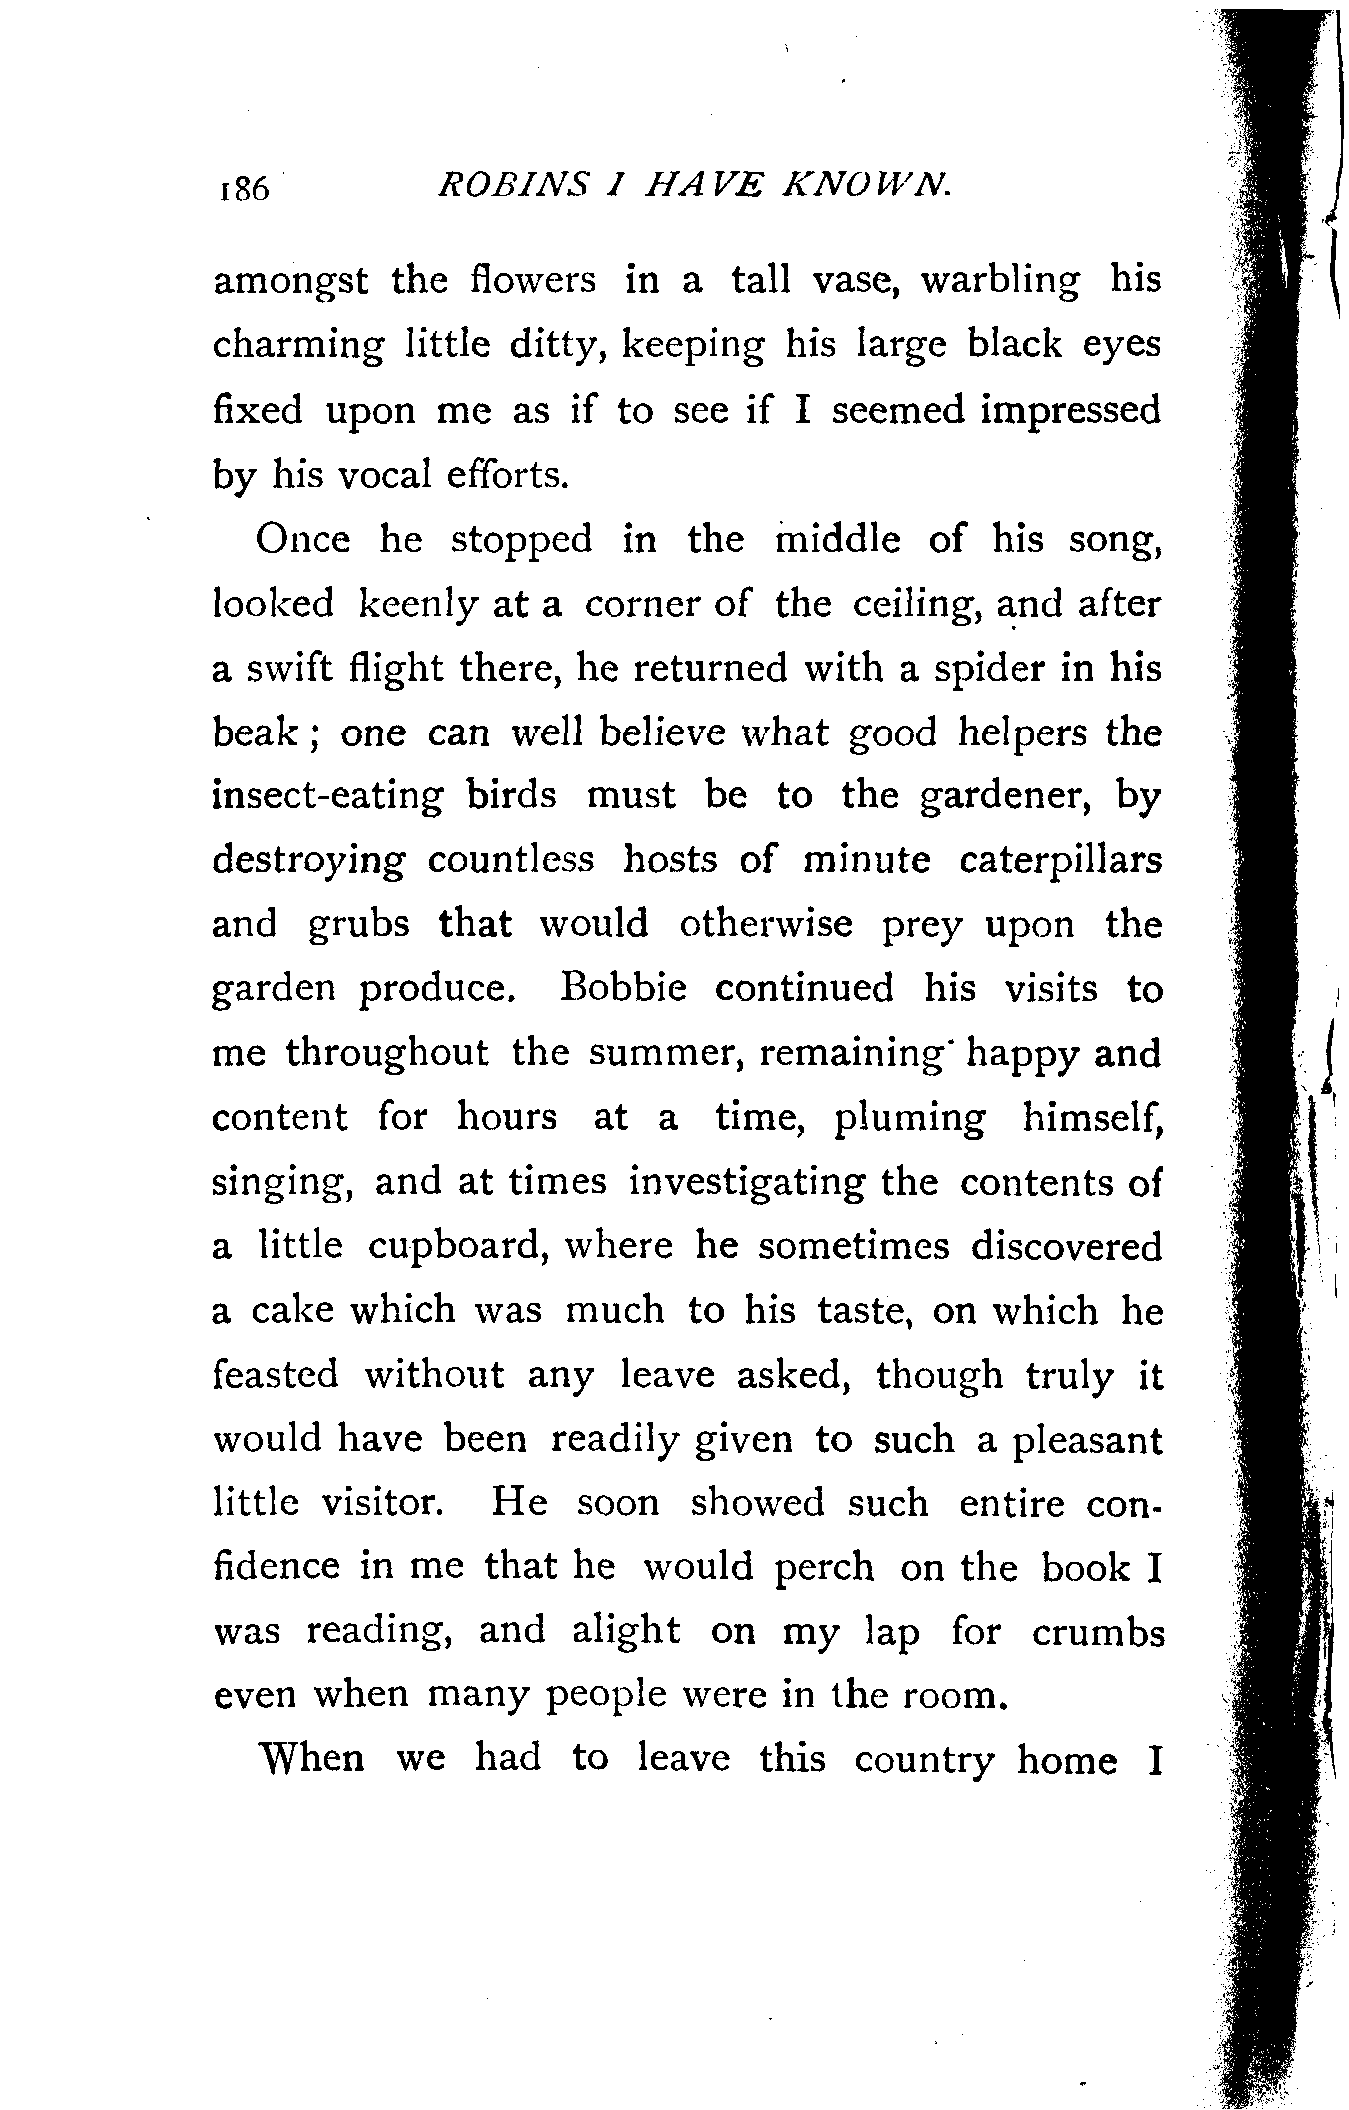 186 ROBINS I HAVE KNOWN.
amongst the flowers in a tall vase, warbling his
charming little ditty, keeping his large black eyes
fixed upon me as if to see if I seemed impressed
by his vocal efforts.
Once he stopped in the middle of his song,
looked keenly at a corner of the ceiling, and after
a swift flight there, he returned with a spider in his
beak ; one can well believe what good helpers the
insect-eating birds must be to the gardener, by
destroying countless hosts of minute caterpillars
and grubs that would otherwise prey upon the
garden produce. Bobbie continued his visits to
me throughout the summer, remaining happy and
content for hours at a time, pluming himself,
singing, and at times investigating the contents of
a little cupboard, where he sometimes discovered
a cake which was much to his taste, on which he
feasted without any leave asked, though truly it
would have been readily given to such a pleasant
little visitor. He soon showed such entire con-
fidence in me that he would perch on the book I
was reading, and alight on my lap for crumbs
even when many people were in the room.
When we had to leave this country home I